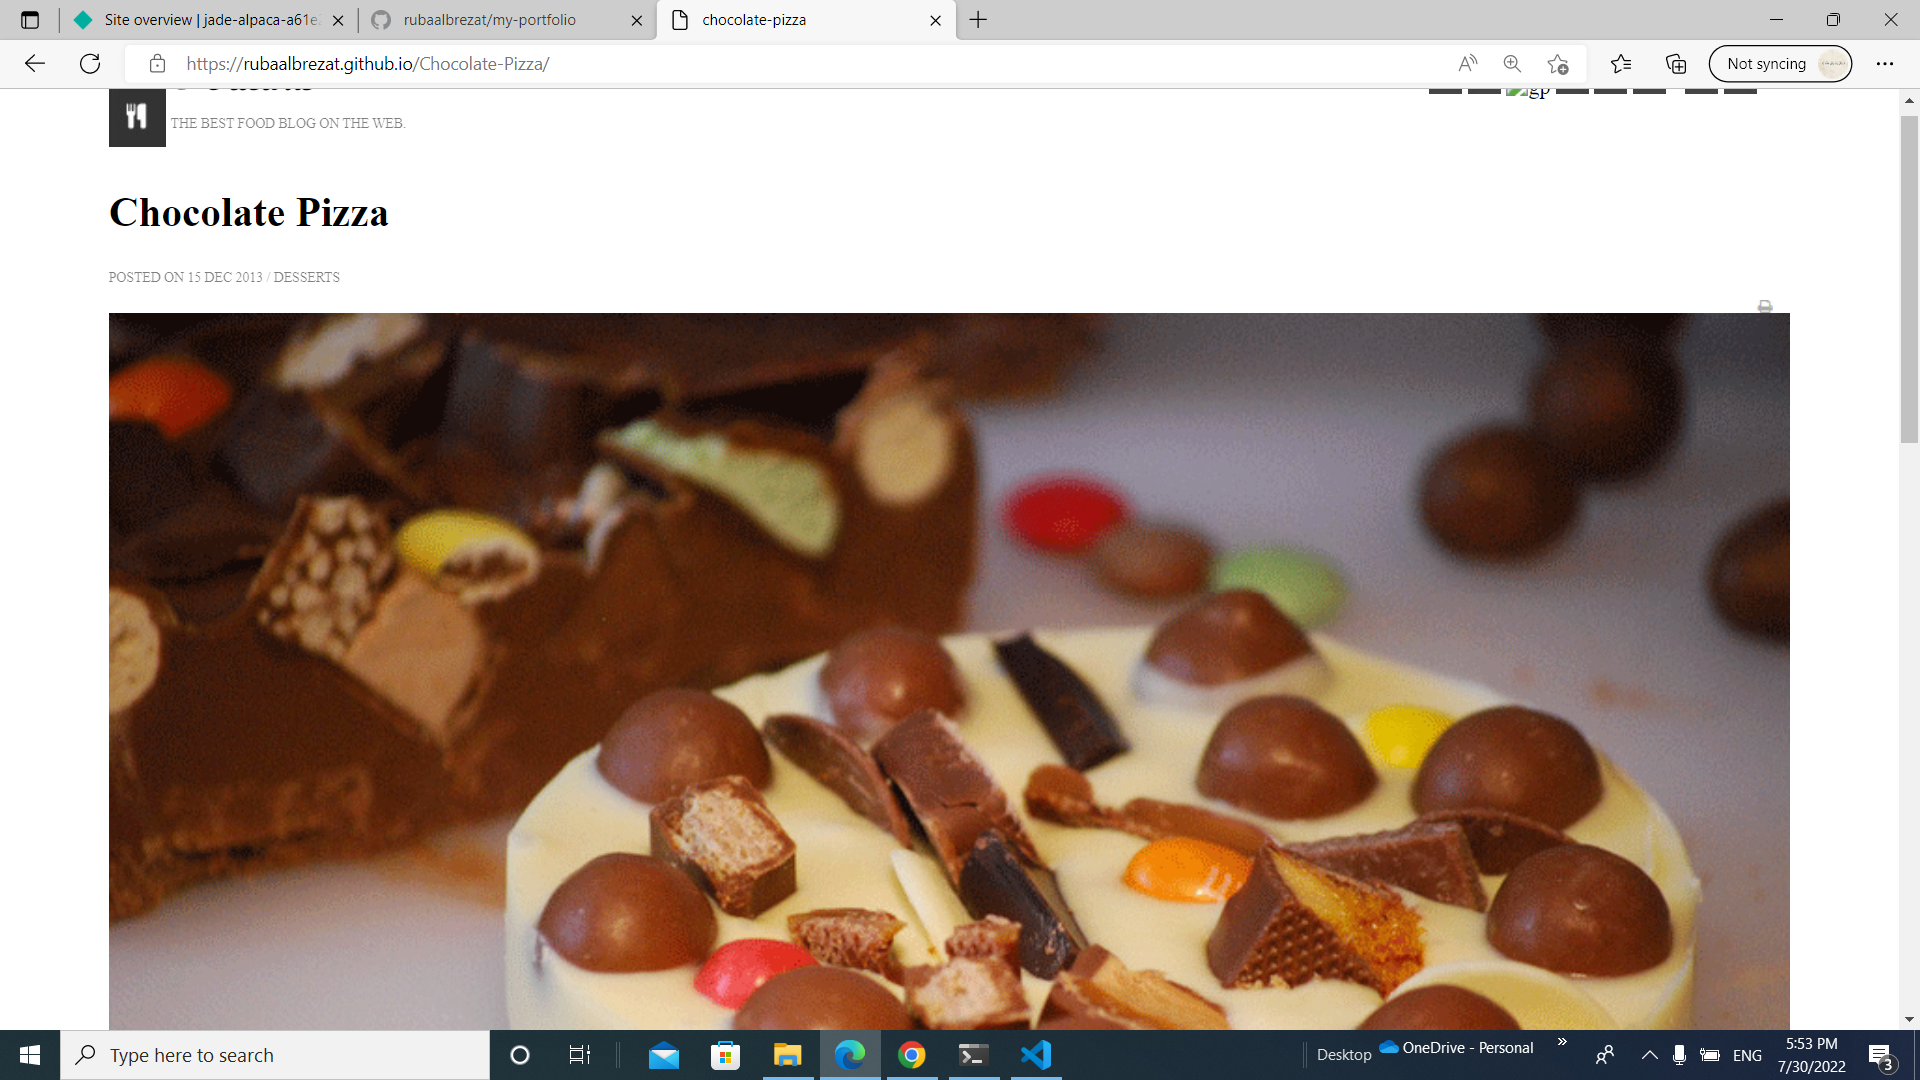 Site overview | jade-alpaca-a61e
rubaalbrezat/my-portfolio
chocolate-pizza
https://rubaalbrezat.github.io/Chocolate-Pizza/
Not syncing
gp
THE BEST FOOD BLOG ON THE WEB.
Chocolate Pizza
POSTED ON 15 DEC 2013 / DESSERTS
Type here to search
Desktop
OneDrive - Personal
»
ENG
5:53 PM
7/30/2022
3